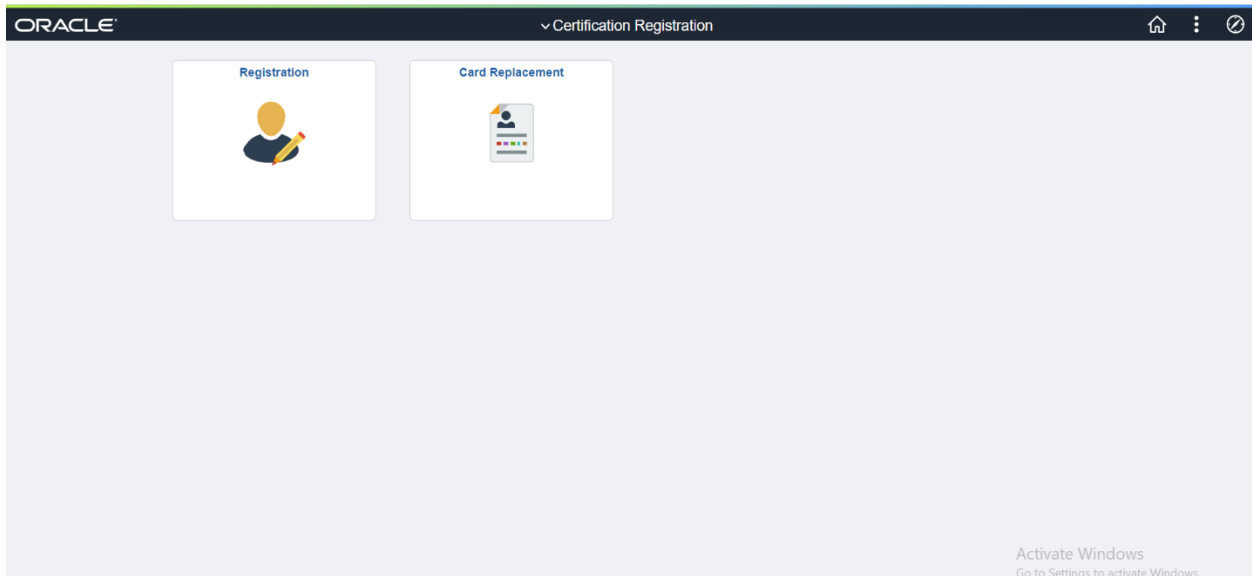 ORACLE
Certification Registration
Registration
Card Replacement
Activate Windows
Go to Settings to activate Windows.